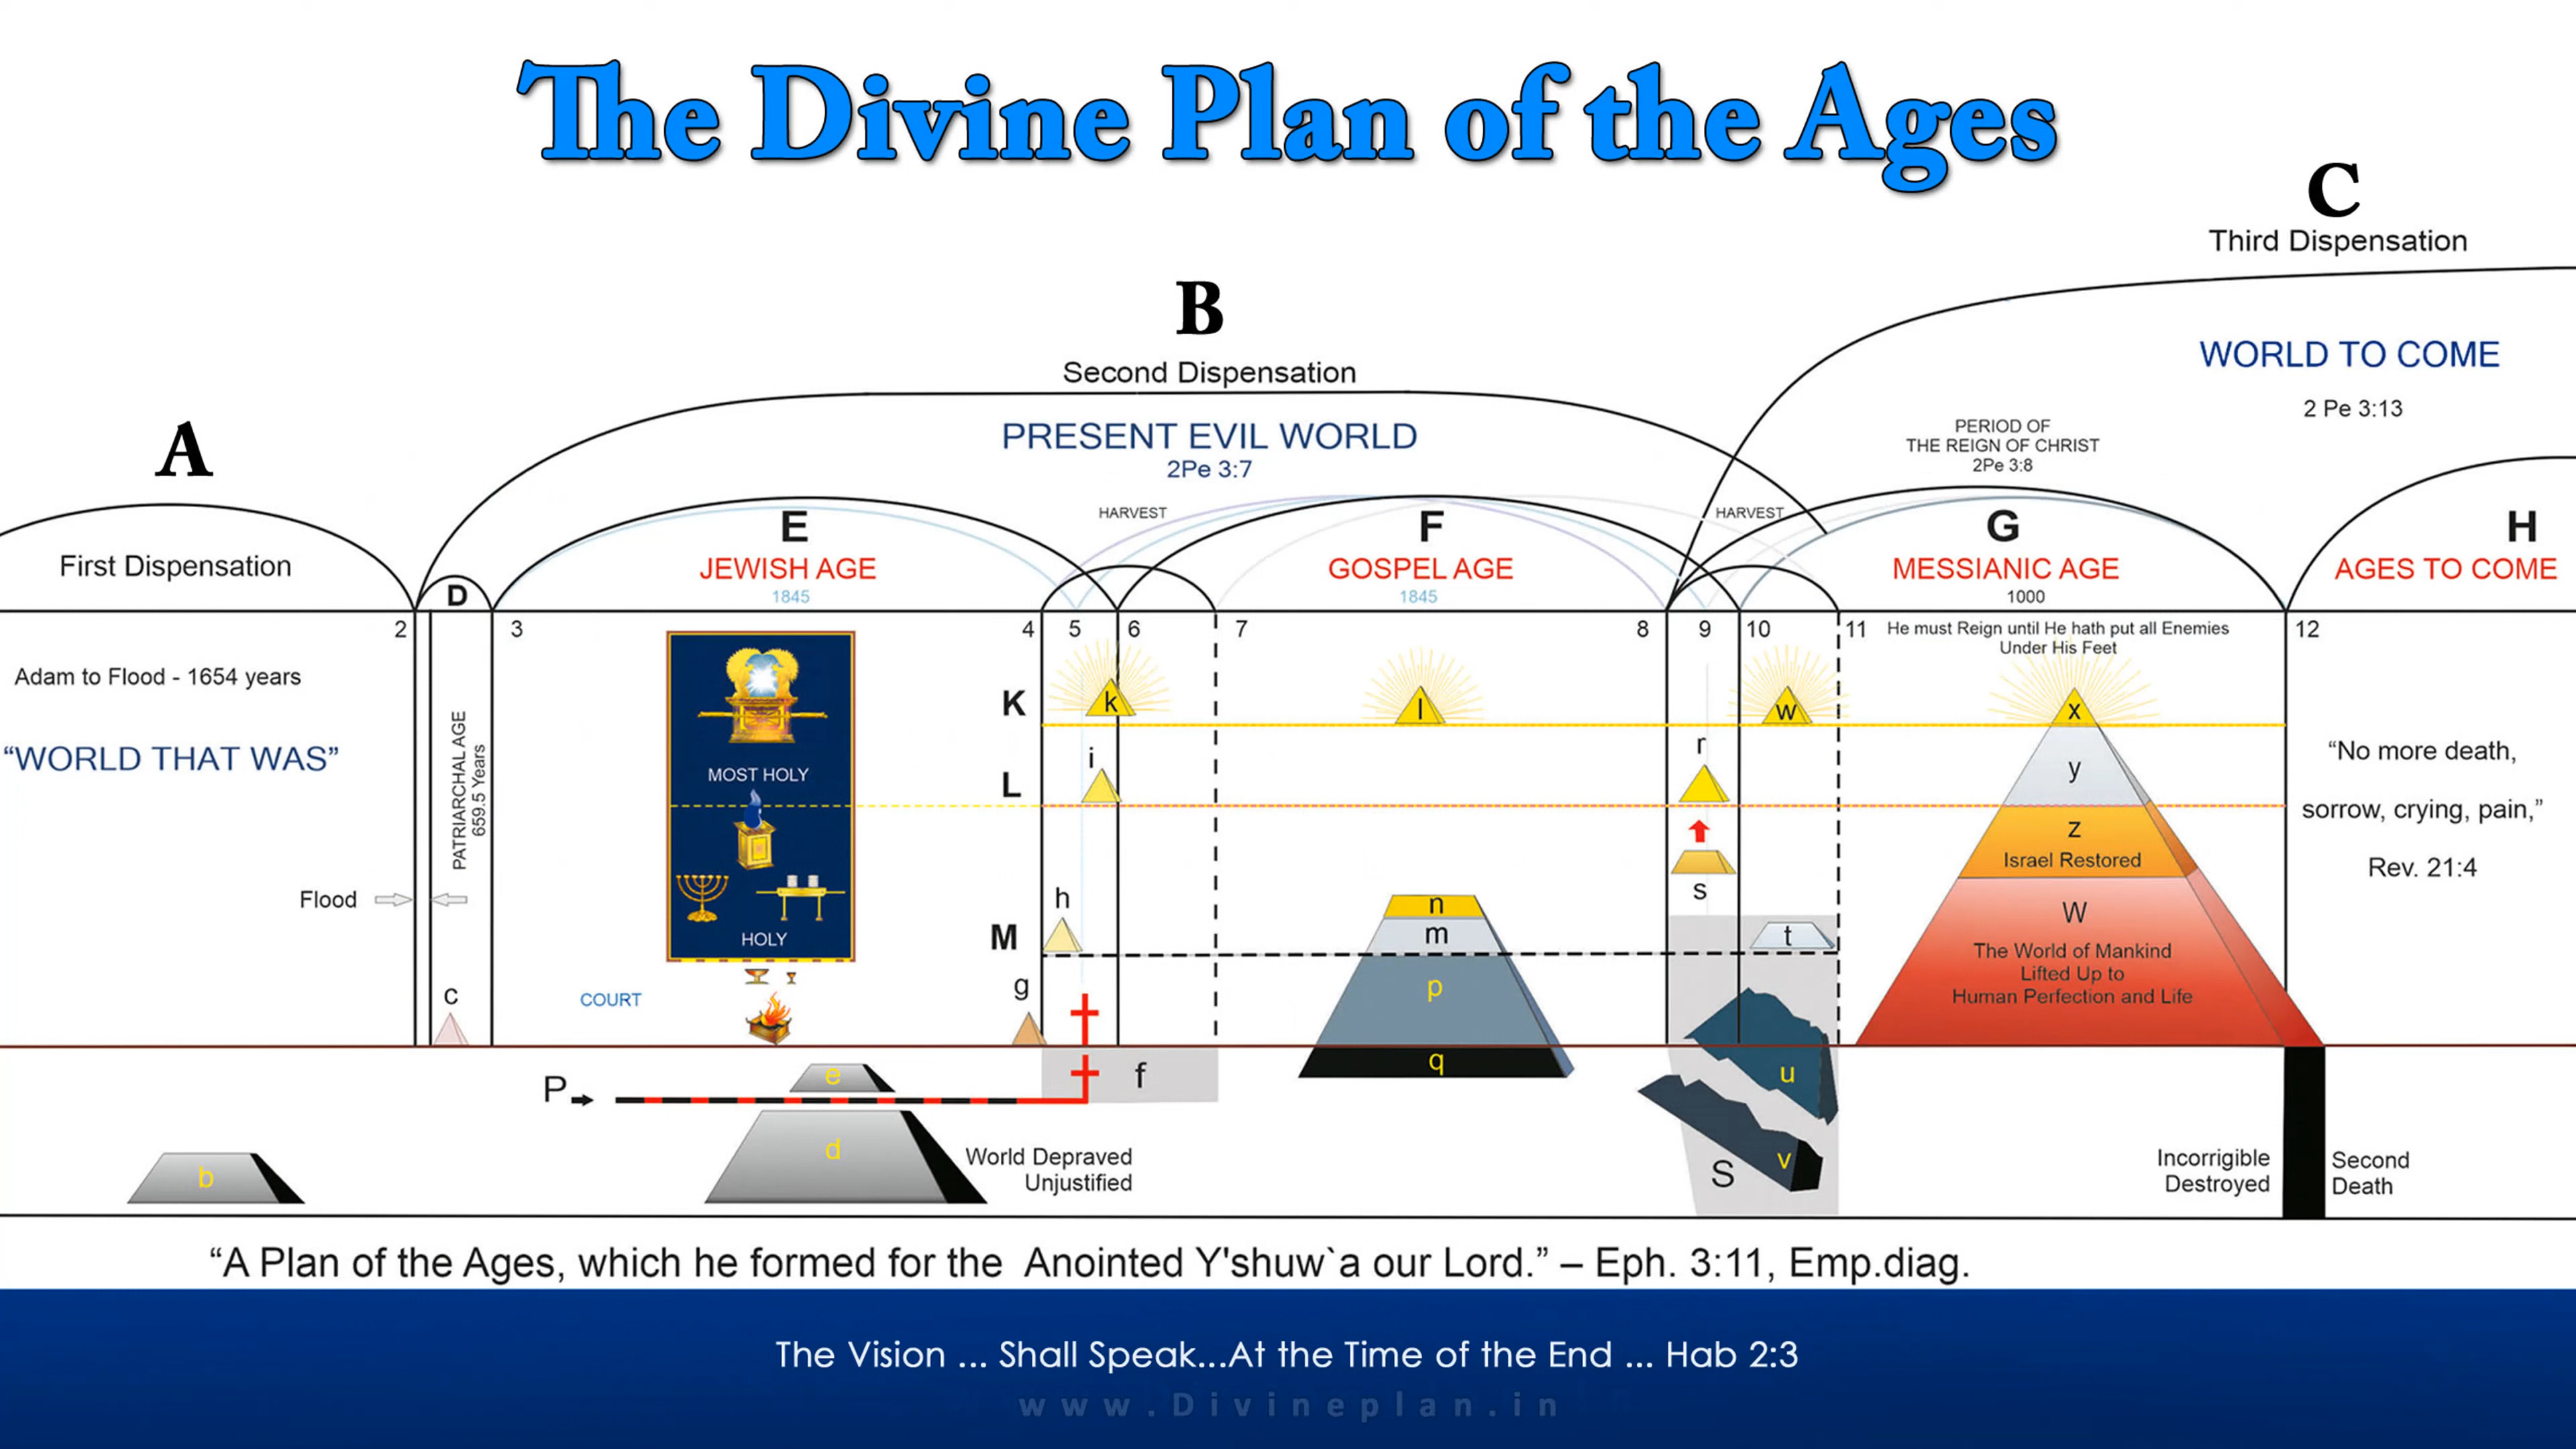 The Divine Plan of the Ages
C
Third Dispensation
B
Second Dispensation
WORLD TO COME
2 Pe 3:13
A
PRESENT EVIL WORLD
2Pe 3:7
PERIOD OF
THE REIGN OF CHRIST
2Pe 3:8
First Dispensation
D
E
JEWISH AGE
1845
HARVEST
F
GOSPEL AGE
1845
HARVEST
G
MESSIANIC AGE
1000
H
AGES TO COME
2
3
4
5
6
7
8
9
10
11
He must Reign until He hath put all Enemies
Under His Feet
12
Adam to Flood - 1654 years
“WORLD THAT WAS”
Flood
PATRIARCHAL AGE
659.5 Years
c
MOST HOLY
HOLY
COURT
K
k
l
w
x
L
i
r
y
s
z
Israel Restored
M
h
n
m
t
W
The World of Mankind
Lifted Up to
Human Perfection and Life
g
p
“No more death,
sorrow, crying, pain,”
Rev. 21:4
P
e
f
q
u
b
d
World Depraved
Unjustified
S
v
Incorrigible
Destroyed
Second
Death
“A Plan of the Ages, which he formed for the Anointed Y'shuw`a our Lord.” – Eph. 3:11, Emp.diag.
The Vision ... Shall Speak...At the Time of the End ... Hab 2:3
www.Divineplan.in